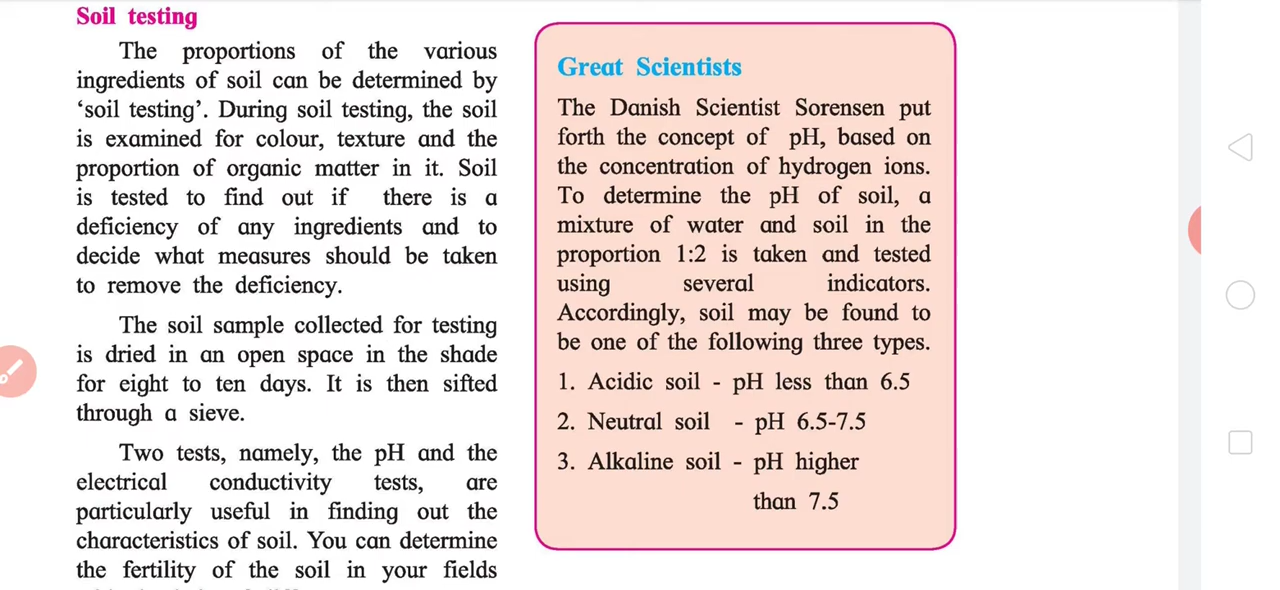 Soil testing
The proportions of the various
ingredients of soil can be determined by
‘soil testing’. During soil testing, the soil
is examined for colour, texture and the
proportion of organic matter in it. Soil
is tested to find out if there is a
deficiency of any ingredients and to
decide what measures should be taken
to remove the deficiency.
The soil sample collected for testing
is dried in an open space in the shade
for eight to ten days. It is then sifted
through a sieve.
Two tests, namely, the pH and the
electrical conductivity tests, are
particularly useful in finding out the
characteristics of soil. You can determine
the fertility of the soil in your fields
Great Scientists
The Danish Scientist Sorensen put
forth the concept of pH, based on
the concentration of hydrogen ions.
To determine the pH of soil, a
mixture of water and soil in the
proportion 1:2 is taken and tested
using several indicators.
Accordingly, soil may be found to
be one of the following three types.
1. Acidic soil - pH less than 6.5
2. Neutral soil - pH 6.5-7.5
3. Alkaline soil - pH higher
than 7.5